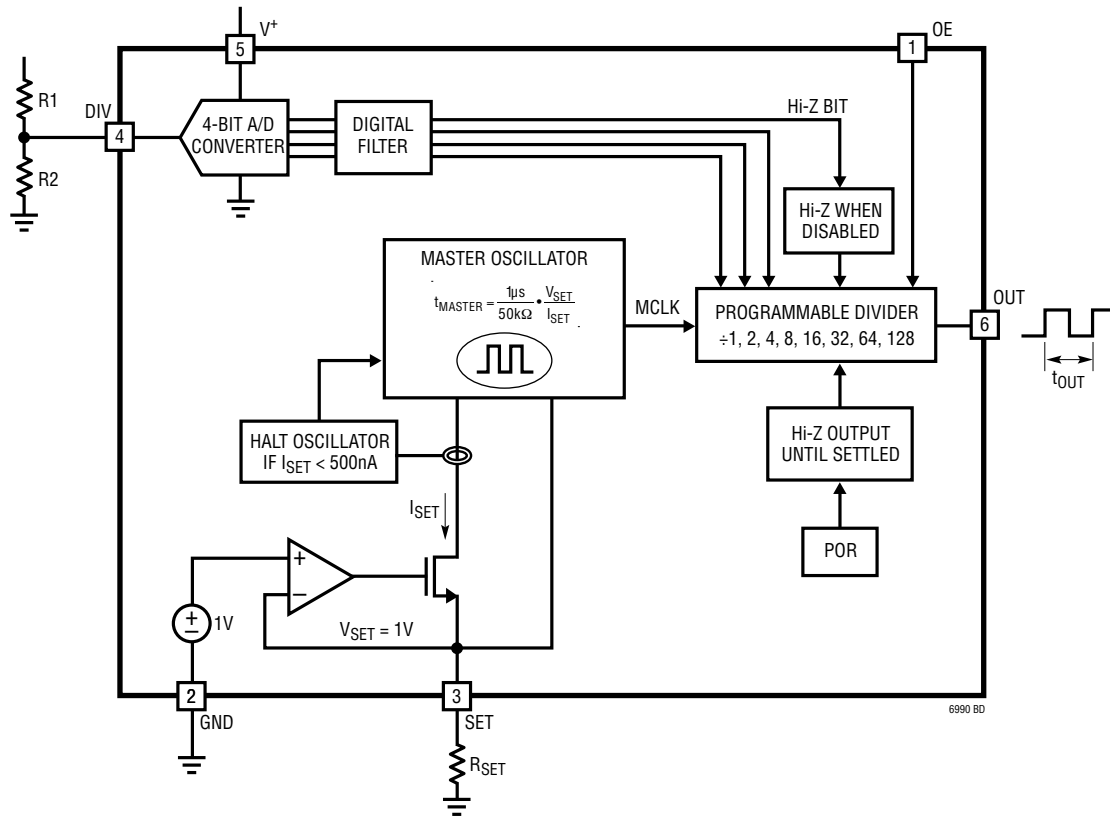 V+
5
OE
1
R1
DIV
4
R2
4-BIT A/D
CONVERTER
DIGITAL
FILTER
Hi-Z BIT
Hi-Z WHEN
DISABLED
MASTER OSCILLATOR
tMASTER = 1µs/50kΩ • VSET/ISET
MCLK
PROGRAMMABLE DIVIDER
÷1, 2, 4, 8, 16, 32, 64, 128
OUT
6
tOUT
HALT OSCILLATOR
IF ISET < 500nA
Hi-Z OUTPUT
UNTIL SETTLED
ISET
POR
+
−
+
−
1V
VSET = 1V
2
GND
3
SET
6990 BD
RSET